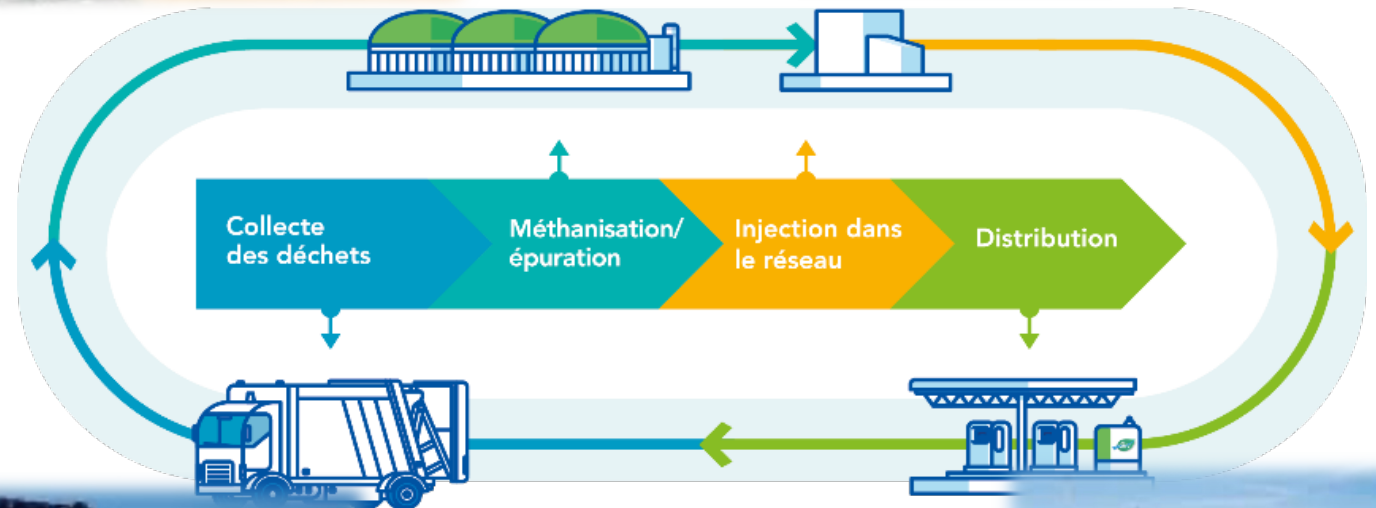 Collecte
des déchets
Méthanisation/
épuration
Injection dans
le réseau
Distribution